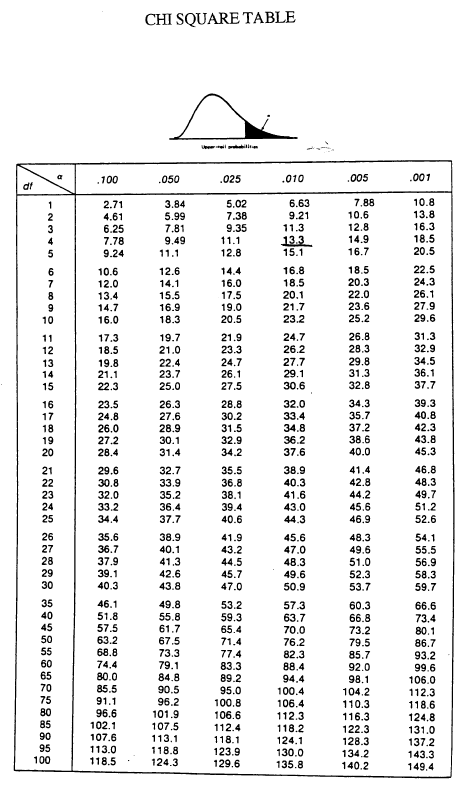 CHI SQUARE TABLE
Upper-tail probabilities
df α .100 .050 .025 .010 .005 .001
1 2.71 3.84 5.02 6.63 7.88 10.8
2 4.61 5.99 7.38 9.21 10.6 13.8
3 6.25 7.81 9.35 11.3 12.8 16.3
4 7.78 9.49 11.1 13.3 14.9 18.5
5 9.24 11.1 12.8 15.1 16.7 20.5
6 10.6 12.6 14.4 16.8 18.5 22.5
7 12.0 14.1 16.0 18.5 20.3 24.3
8 13.4 15.5 17.5 20.1 22.0 26.1
9 14.7 16.9 19.0 21.7 23.6 27.9
10 16.0 18.3 20.5 23.2 25.2 29.6
11 17.3 19.7 21.9 24.7 26.8 31.3
12 18.5 21.0 23.3 26.2 28.3 32.9
13 19.8 22.4 24.7 27.7 29.8 34.5
14 21.1 23.7 26.1 29.1 31.3 36.1
15 22.3 25.0 27.5 30.6 32.8 37.7
16 23.5 26.3 28.8 32.0 34.3 39.3
17 24.8 27.6 30.2 33.4 35.7 40.8
18 26.0 28.9 31.5 34.8 37.2 42.3
19 27.2 30.1 32.9 36.2 38.6 43.8
20 28.4 31.4 34.2 37.6 40.0 45.3
21 29.6 32.7 35.5 38.9 41.4 46.8
22 30.8 33.9 36.8 40.3 42.8 48.3
23 32.0 35.2 38.1 41.6 44.2 49.7
24 33.2 36.4 39.4 43.0 45.6 51.2
25 34.4 37.7 40.6 44.3 46.9 52.6
26 35.6 38.9 41.9 45.6 48.3 54.1
27 36.7 40.1 43.2 47.0 49.6 55.5
28 37.9 41.3 44.5 48.3 51.0 56.9
29 39.1 42.6 45.7 49.6 52.3 58.3
30 40.3 43.8 47.0 50.9 53.7 59.7
35 46.1 49.8 53.2 57.3 60.3 66.6
40 51.8 55.8 59.3 63.7 66.8 73.4
45 57.5 61.7 65.4 70.0 73.2 80.1
50 63.2 67.5 71.4 76.2 79.5 86.7
55 68.8 73.3 77.4 82.3 85.7 93.2
60 74.4 79.1 83.3 88.4 92.0 99.6
65 80.0 84.8 89.2 94.4 98.1 106.0
70 85.5 90.5 95.0 100.4 104.2 112.3
75 91.1 96.2 100.8 106.4 110.3 118.6
80 96.6 101.9 106.6 112.3 116.3 124.8
85 102.1 107.5 112.4 118.2 122.3 131.0
90 107.6 113.1 118.1 124.1 128.3 137.2
95 113.0 118.8 123.9 130.0 134.2 143.3
100 118.5 124.3 129.6 135.8 140.2 149.4